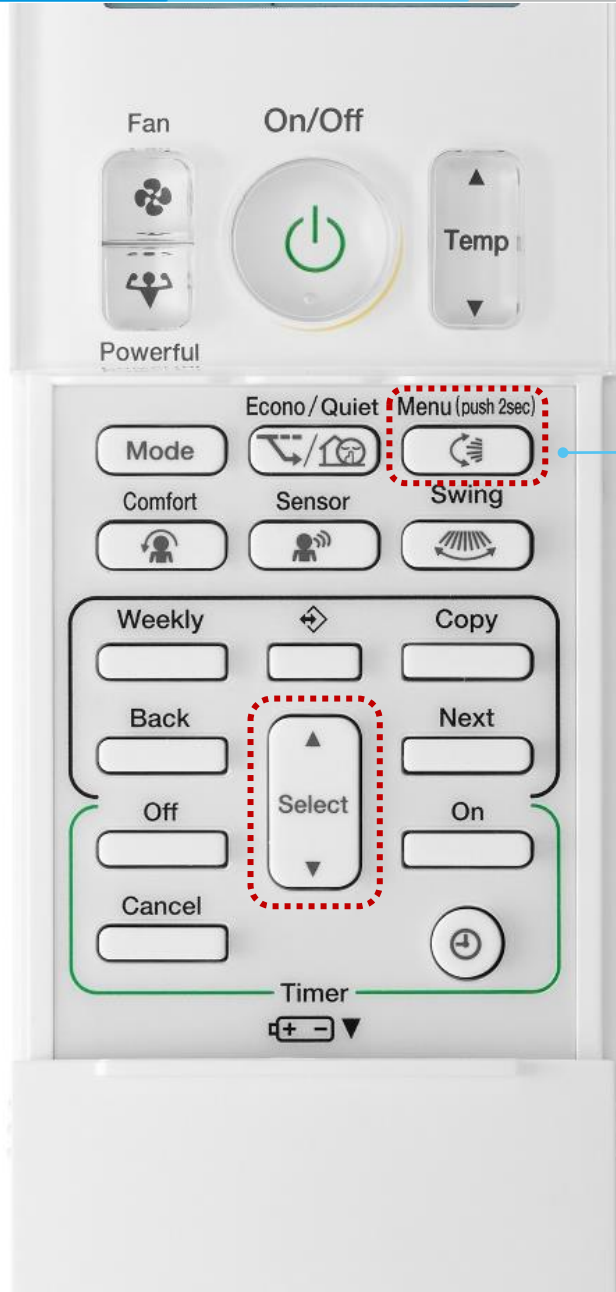 Fan
On/Off
Temp
Powerful
Econo/Quiet
Menu (push 2sec)
Mode
Comfort
Sensor
Swing
Weekly
Copy
Back
Next
Select
Off
On
Cancel
Timer
+ −